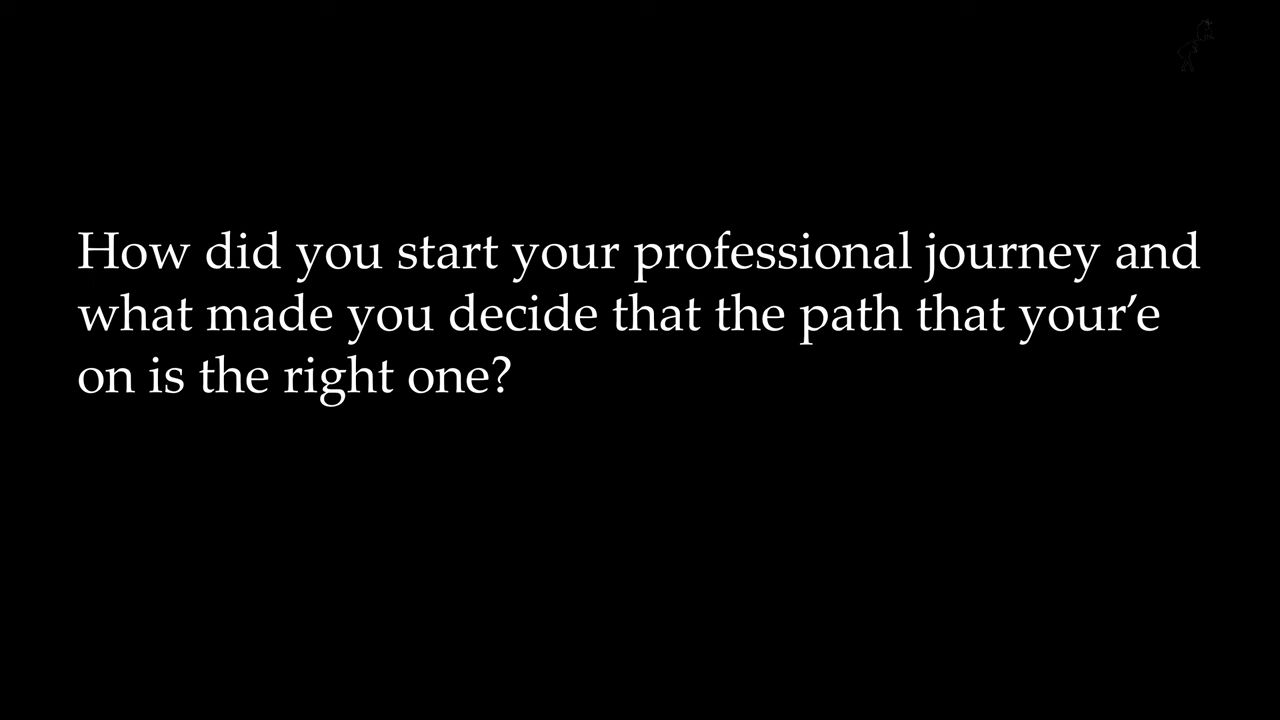 How did you start your professional journey and
what made you decide that the path that your’e
on is the right one?